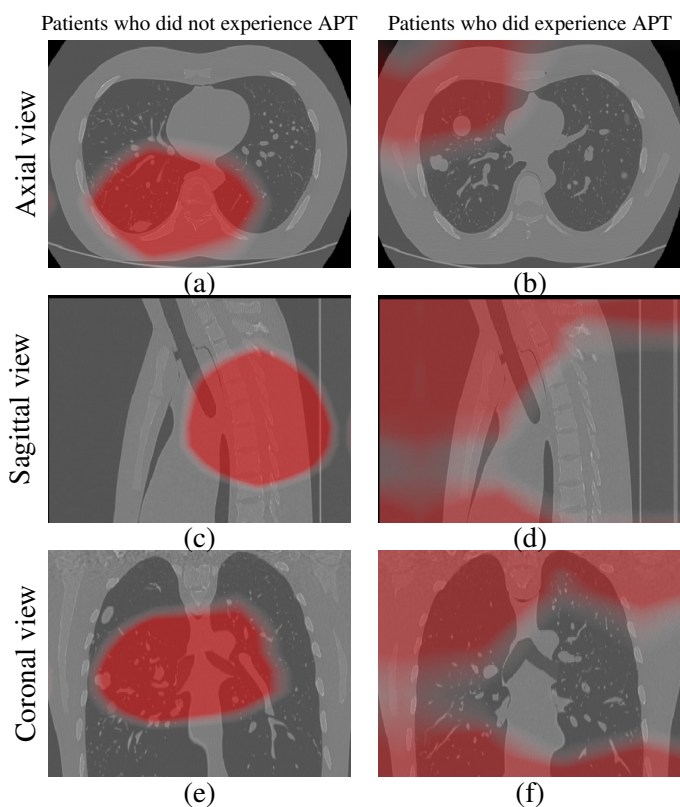 Patients who did not experience APT
Patients who did experience APT
Axial view
(a)
(b)
Sagittal view
(c)
(d)
Coronal view
(e)
(f)